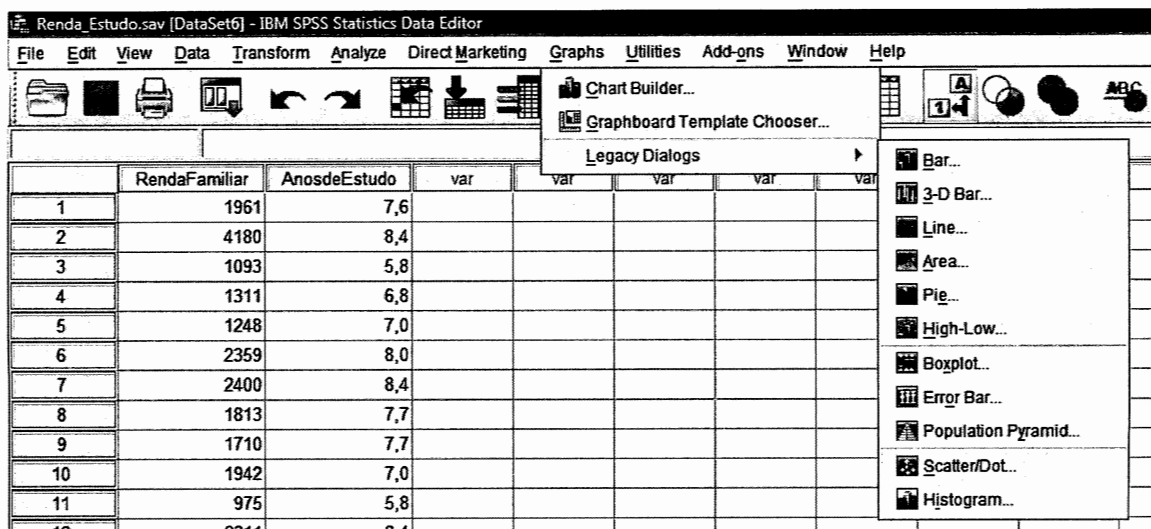 Renda_Estudo.sav [DataSet6] - IBM SPSS Statistics Data Editor
File Edit View Data Transform Analyze Direct Marketing Graphs Utilities Add-ons Window Help
Chart Builder...
Graphboard Template Chooser...
Legacy Dialogs
Bar...
3-D Bar...
Line...
Area...
Pie...
High-Low...
Boxplot...
Error Bar...
Population Pyramid...
Scatter/Dot...
Histogram...
RendaFamiliar AnosdeEstudo var var var var var
1 1961 7,6
2 4180 8,4
3 1093 5,8
4 1311 6,8
5 1248 7,0
6 2359 8,0
7 2400 8,4
8 1813 7,7
9 1710 7,7
10 1942 7,0
11 975 5,8